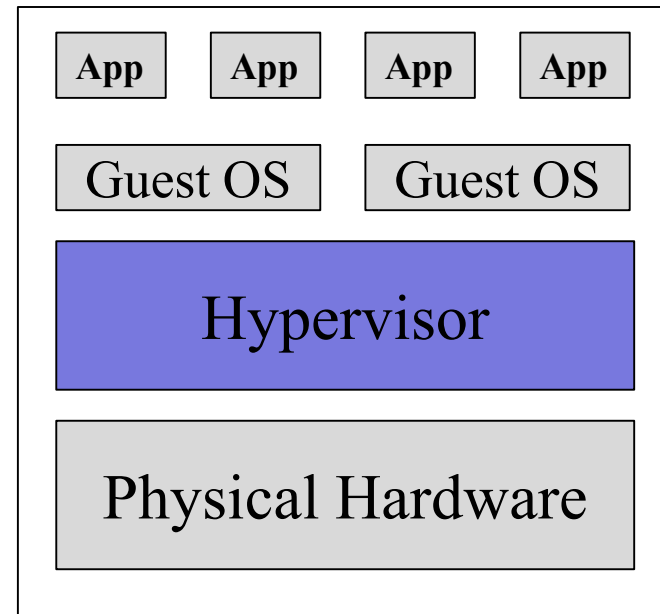 App App App App
Guest OS Guest OS
Hypervisor
Physical Hardware